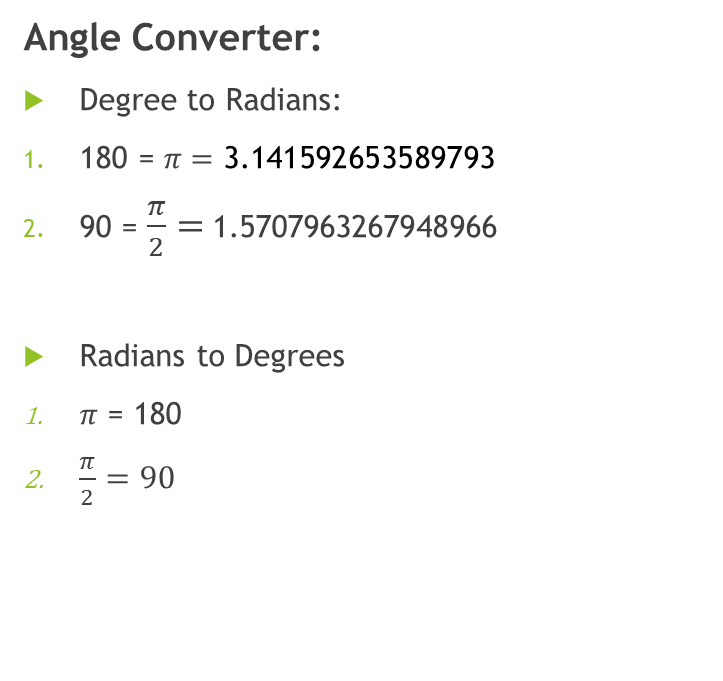 Angle Converter:
Degree to Radians:
1. 180 = 𝜋 = 3.141592653589793
2. 90 = 𝜋/2 = 1.5707963267948966
Radians to Degrees
1. 𝜋 = 180
2. 𝜋/2 = 90